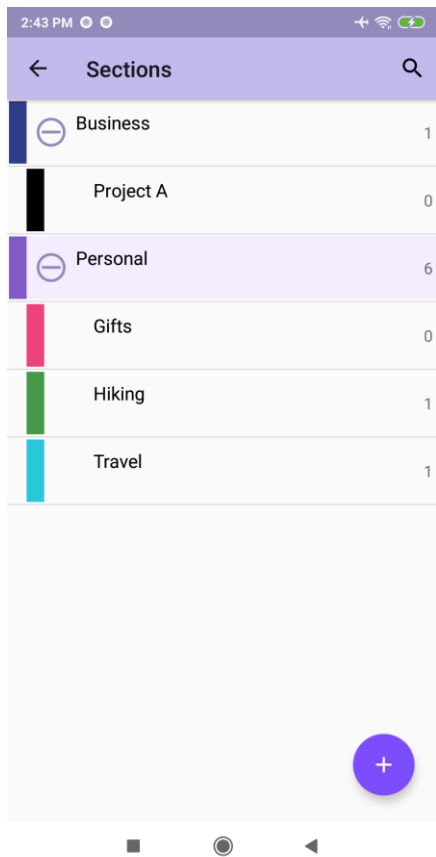 2:43 PM
Sections
Business
1
Project A
0
Personal
6
Gifts
0
Hiking
1
Travel
1